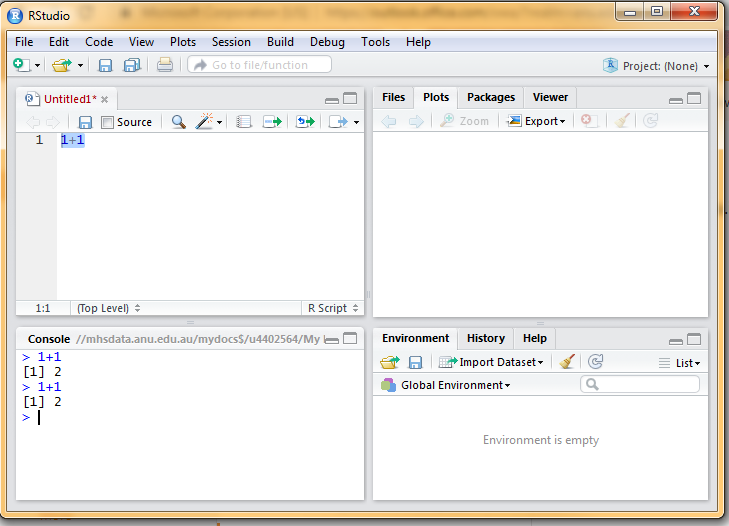 RStudio
File Edit Code View Plots Session Build Debug Tools Help
Go to file/function
Project: (None)
Untitled1*
Source
1 1+1
1:1 (Top Level) R Script
Console //mhsdata.anu.edu.au/mydocs$/u4402564/My
> 1+1
[1] 2
> 1+1
[1] 2
>
Files Plots Packages Viewer
Zoom Export
Environment History Help
Import Dataset List
Global Environment
Environment is empty